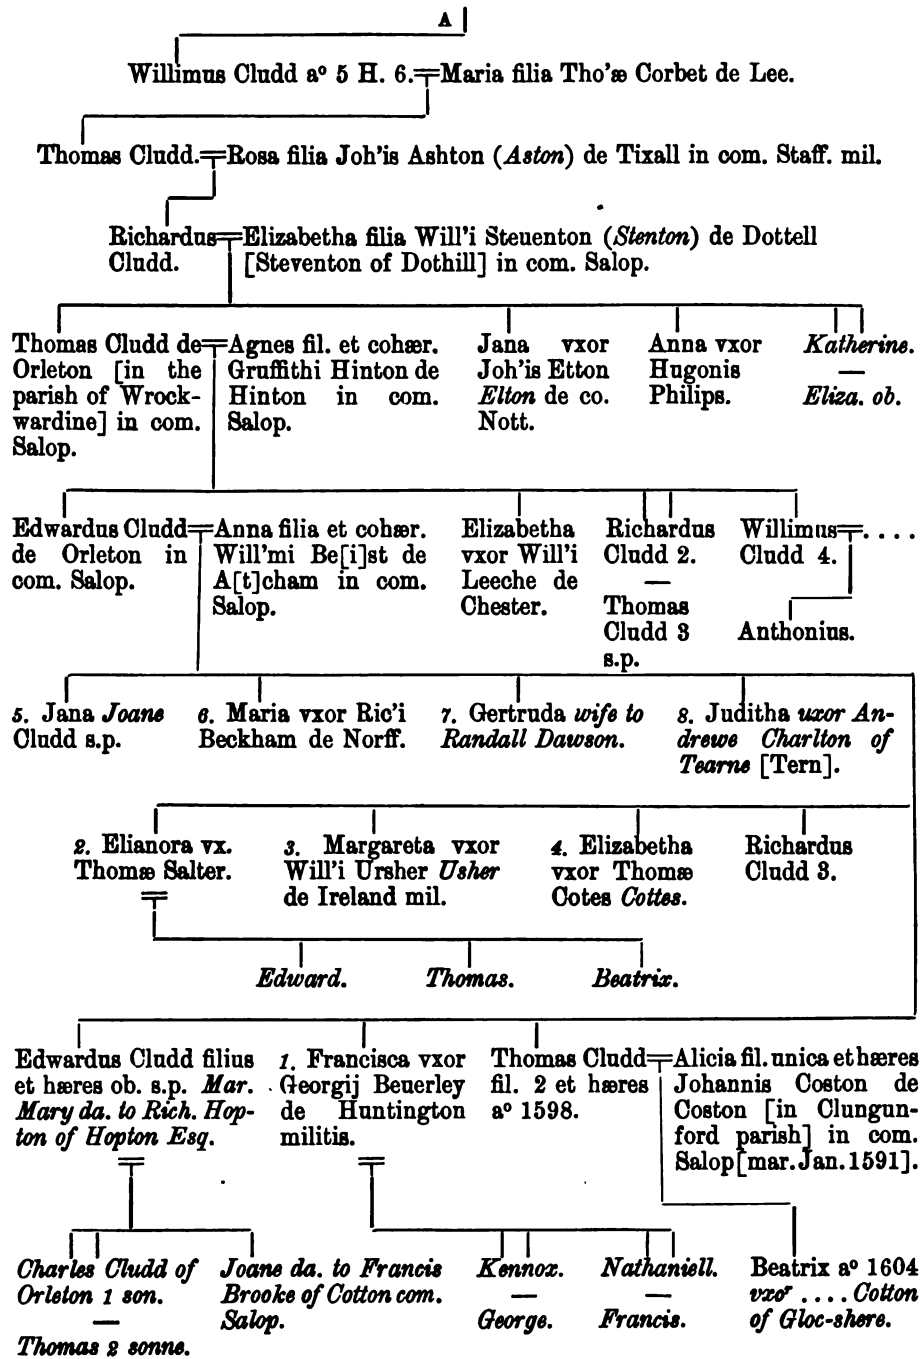 A
Willimus Cludd aº 5 H. 6.=Maria filia Tho'æ Corbet de Lee.
Thomas Cludd.=Rosa filia Joh'is Ashton (Aston) de Tixall in com. Staff. mil.
Richardus=Elizabetha filia Will'i Steuenton (Stenton) de Dottell
Cludd. [Steventon of Dothill] in com. Salop.
Thomas Cludd de
Orleton [in the
parish of Wrock-
wardine] in com.
Salop.
Agnes fil. et cohær.
Gruffithi Hinton de
Hinton in com.
Salop.
Jana vxor
Joh'is Etton
Elton de co.
Nott.
Anna vxor
Hugonis
Philips.
Katherine.
—
Eliza. ob.
Edwardus Cludd
de Orleton in
com. Salop.
Anna filia et cohær.
Will'mi Be[i]st de
A[t]cham in com.
Salop.
Elizabetha
vxor Will'i
Leeche de
Chester.
Richardus
Cludd 2.
—
Thomas
Cludd 3
s.p.
Willimus=. . . .
Cludd 4.
Anthonius.
5. Jana Joane
Cludd s.p.
6. Maria vxor Ric'i
Beckham de Norff.
7. Gertruda wife to
Randall Dawson.
8. Juditha uxor An-
drewe Charlton of
Tearne [Tern].
2. Elianora vx.
Thomæ Salter.
3. Margareta vxor
Will'i Ursher Usher
de Ireland mil.
4. Elizabetha
vxor Thomæ
Cotes Cottes.
Richardus
Cludd 3.
Edward.
Thomas.
Beatrix.
Edwardus Cludd filius
et hæres ob. s.p. Mar.
Mary da. to Rich. Hop-
ton of Hopton Esq.
1. Francisca vxor
Georgij Beuerley
de Huntington
militis.
Thomas Cludd
fil. 2 et hæres
aº 1598.
Alicia fil. unica et hæres
Johannis Coston de
Coston [in Clungun-
ford parish] in com.
Salop [mar. Jan. 1591].
Charles Cludd of
Orleton 1 son.
—
Thomas 2 sonne.
Joane da. to Francis
Brooke of Cotton com.
Salop.
Kennox.
—
George.
Nathaniell.
—
Francis.
Beatrix aº 1604
vxoʳ . . . . Cotton
of Gloc-shere.